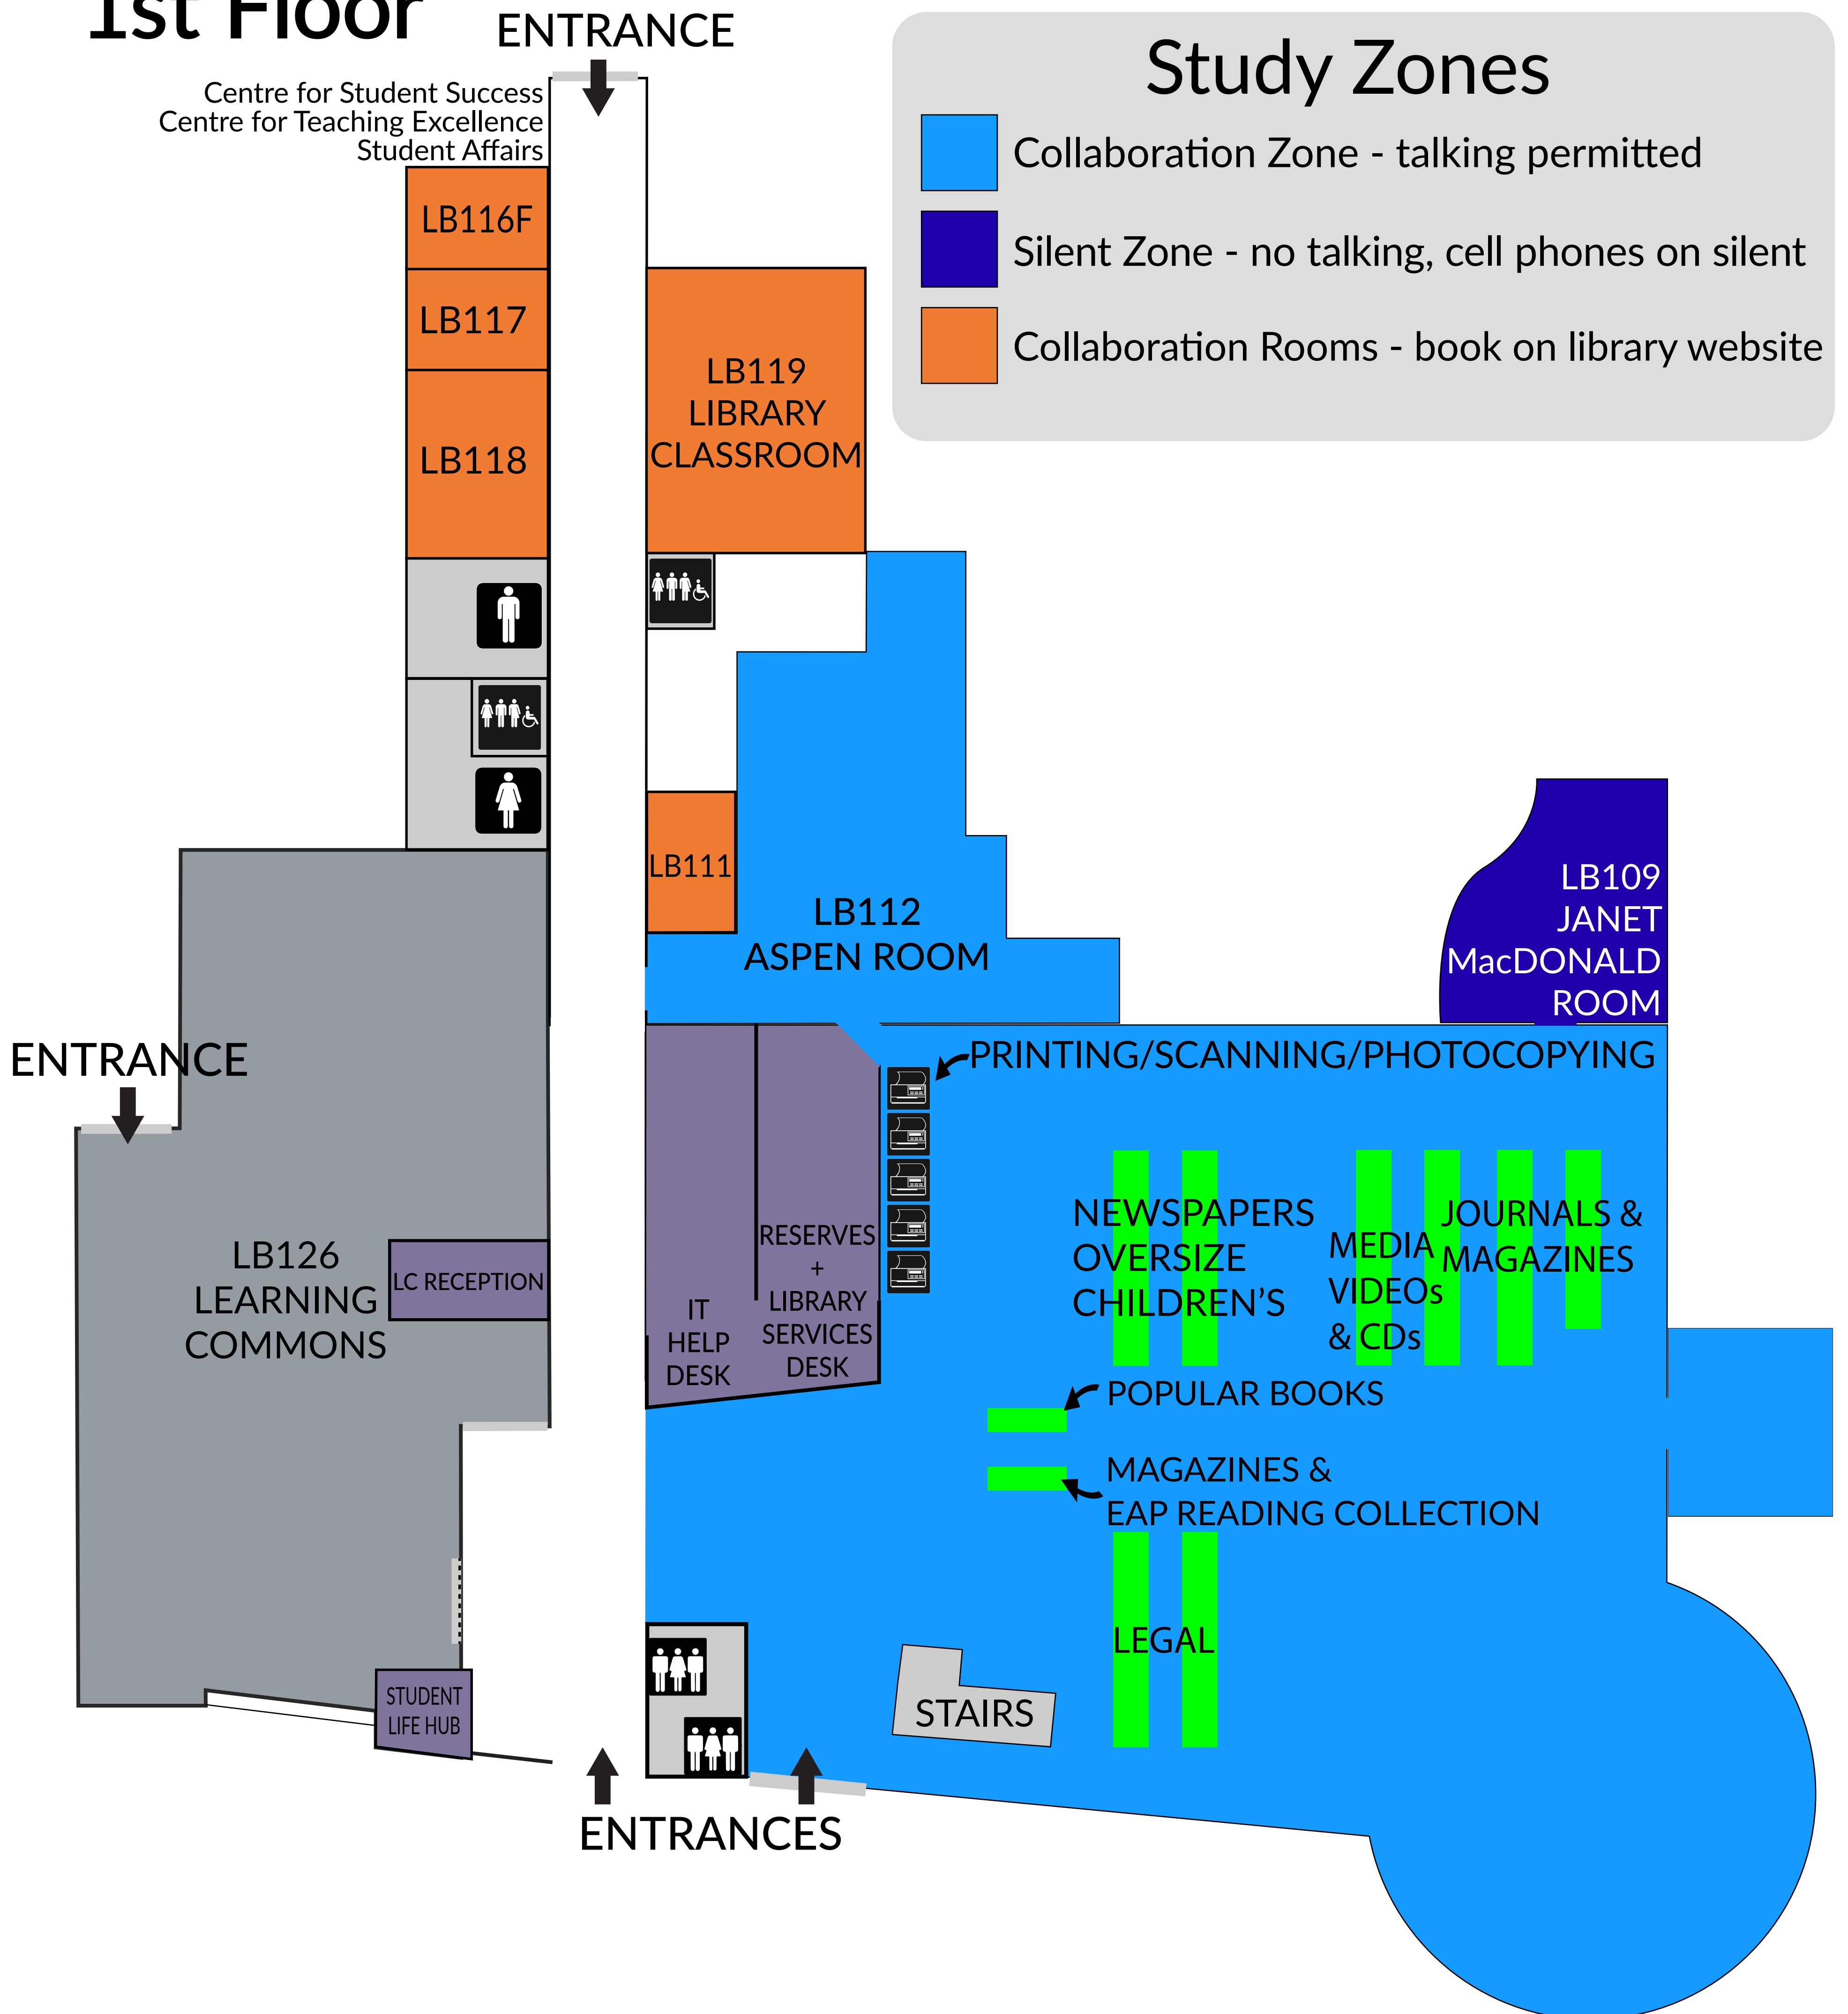 1st Floor
ENTRANCE
Centre for Student Success
Centre for Teaching Excellence
Student Affairs
Study Zones
Collaboration Zone - talking permitted
Silent Zone - no talking, cell phones on silent
Collaboration Rooms - book on library website
LB116F
LB117
LB118
LB119
LIBRARY
CLASSROOM
LB111
LB112
ASPEN ROOM
LB109
JANET
MacDONALD
ROOM
ENTRANCE
PRINTING/SCANNING/PHOTOCOPYING
LB126
LEARNING
COMMONS
LC RECEPTION
IT
HELP
DESK
RESERVES
+
LIBRARY
SERVICES
DESK
NEWSPAPERS
OVERSIZE
CHILDREN'S
MEDIA
VIDEOs
& CDs
JOURNALS &
MAGAZINES
POPULAR BOOKS
MAGAZINES &
EAP READING COLLECTION
LEGAL
STAIRS
STUDENT
LIFE HUB
ENTRANCES